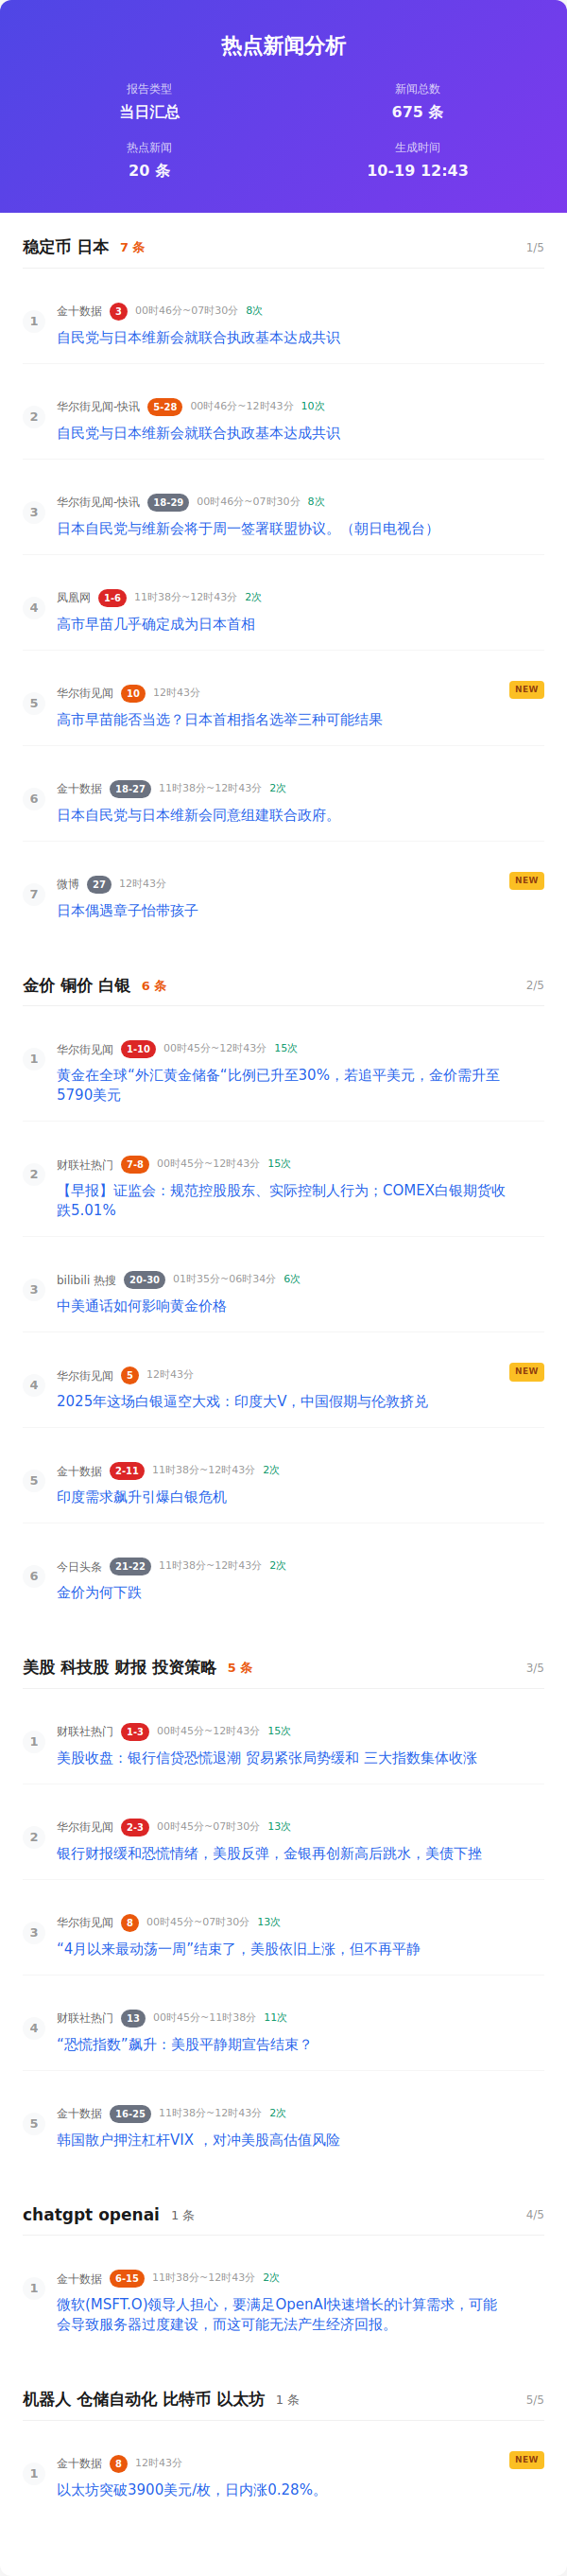 热点新闻分析
报告类型
当日汇总
新闻总数
675 条
热点新闻
20 条
生成时间
10-19 12:43
稳定币 日本 7 条 1/5
1
金十数据 3 00时46分~07时30分 8次
自民党与日本维新会就联合执政基本达成共识
2
华尔街见闻-快讯 5-28 00时46分~12时43分 10次
自民党与日本维新会就联合执政基本达成共识
3
华尔街见闻-快讯 18-29 00时46分~07时30分 8次
日本自民党与维新会将于周一签署联盟协议。（朝日电视台）
4
凤凰网 1-6 11时38分~12时43分 2次
高市早苗几乎确定成为日本首相
5
华尔街见闻 10 12时43分 NEW
高市早苗能否当选？日本首相指名选举三种可能结果
6
金十数据 18-27 11时38分~12时43分 2次
日本自民党与日本维新会同意组建联合政府。
7
微博 27 12时43分 NEW
日本偶遇章子怡带孩子
金价 铜价 白银 6 条 2/5
1
华尔街见闻 1-10 00时45分~12时43分 15次
黄金在全球“外汇黄金储备“比例已升至30%，若追平美元，金价需升至
5790美元
2
财联社热门 7-8 00时45分~12时43分 15次
【早报】证监会：规范控股股东、实际控制人行为；COMEX白银期货收
跌5.01%
3
bilibili 热搜 20-30 01时35分~06时34分 6次
中美通话如何影响黄金价格
4
华尔街见闻 5 12时43分 NEW
2025年这场白银逼空大戏：印度大V，中国假期与伦敦挤兑
5
金十数据 2-11 11时38分~12时43分 2次
印度需求飙升引爆白银危机
6
今日头条 21-22 11时38分~12时43分 2次
金价为何下跌
美股 科技股 财报 投资策略 5 条 3/5
1
财联社热门 1-3 00时45分~12时43分 15次
美股收盘：银行信贷恐慌退潮 贸易紧张局势缓和 三大指数集体收涨
2
华尔街见闻 2-3 00时45分~07时30分 13次
银行财报缓和恐慌情绪，美股反弹，金银再创新高后跳水，美债下挫
3
华尔街见闻 8 00时45分~07时30分 13次
“4月以来最动荡一周”结束了，美股依旧上涨，但不再平静
4
财联社热门 13 00时45分~11时38分 11次
“恐慌指数”飙升：美股平静期宣告结束？
5
金十数据 16-25 11时38分~12时43分 2次
韩国散户押注杠杆VIX ，对冲美股高估值风险
chatgpt openai 1 条 4/5
1
金十数据 6-15 11时38分~12时43分 2次
微软(MSFT.O)领导人担心，要满足OpenAI快速增长的计算需求，可能
会导致服务器过度建设，而这可能无法产生经济回报。
机器人 仓储自动化 比特币 以太坊 1 条 5/5
1
金十数据 8 12时43分 NEW
以太坊突破3900美元/枚，日内涨0.28%。